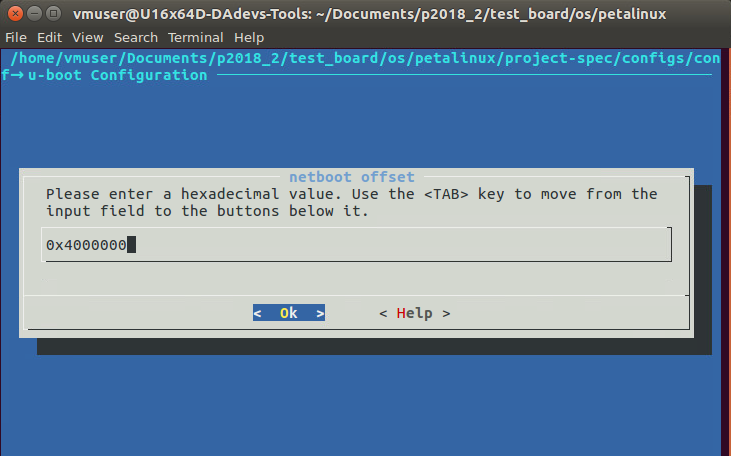 vmuser@U16x64D-DAdevs-Tools: ~/Documents/p2018_2/test_board/os/petalinux
File Edit View Search Terminal Help
/home/vmuser/Documents/p2018_2/test_board/os/petalinux/project-spec/configs/con
f→u-boot Configuration
netboot offset
Please enter a hexadecimal value. Use the <TAB> key to move from the
input field to the buttons below it.
0x4000000
< Ok > < Help >